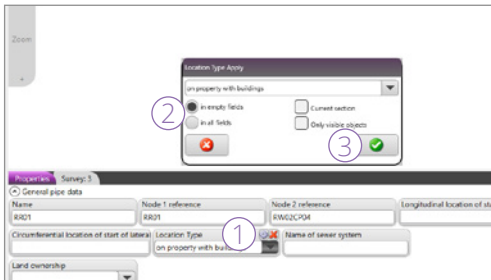 Zoom
Location Type Apply
on property with buildings
2
in empty fields
Current section
in all fields
Only visible objects
3
Properties Survey: 3
General pipe data
Name Node 1 reference Node 2 reference Longitudinal location of sta
RR01 RR01 RW02CP04
1
Circumferential location of start of lateral Location Type Name of sewer system
on property with buil
Land ownership